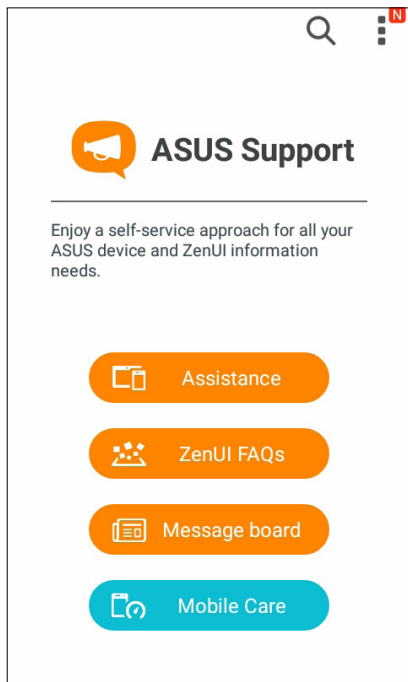 N
ASUS Support
Enjoy a self-service approach for all your
ASUS device and ZenUI information
needs.
Assistance
ZenUI FAQs
Message board
Mobile Care